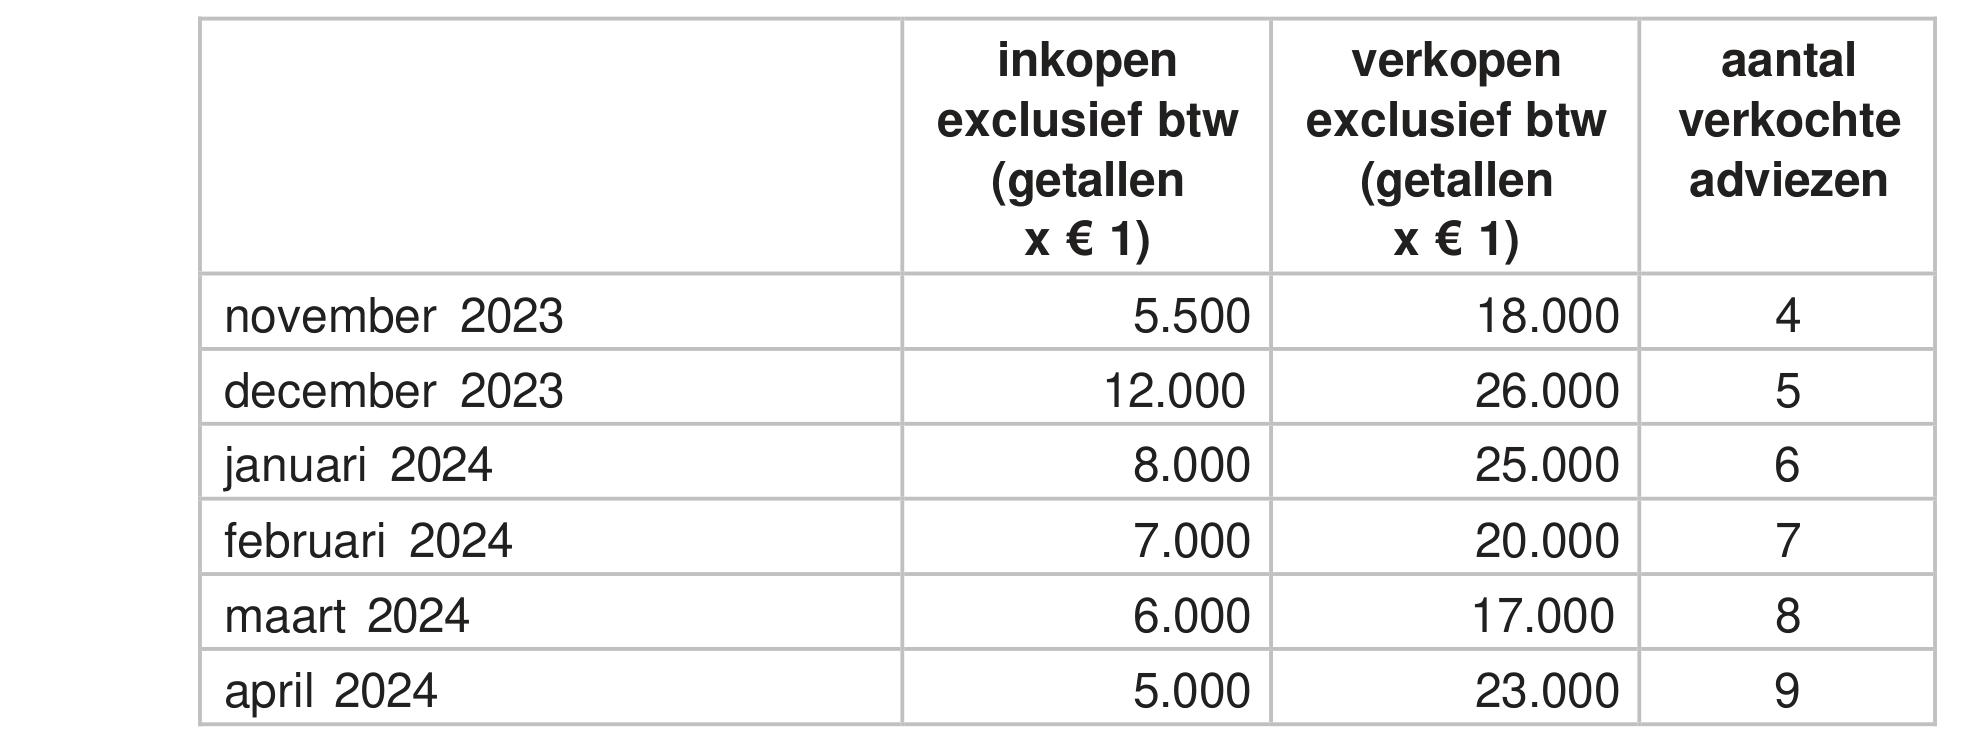 inkopen exclusief btw (getallen x € 1) verkopen exclusief btw (getallen x € 1) aantal verkochte adviezen
november 2023 5.500 18.000 4
december 2023 12.000 26.000 5
januari 2024 8.000 25.000 6
februari 2024 7.000 20.000 7
maart 2024 6.000 17.000 8
april 2024 5.000 23.000 9